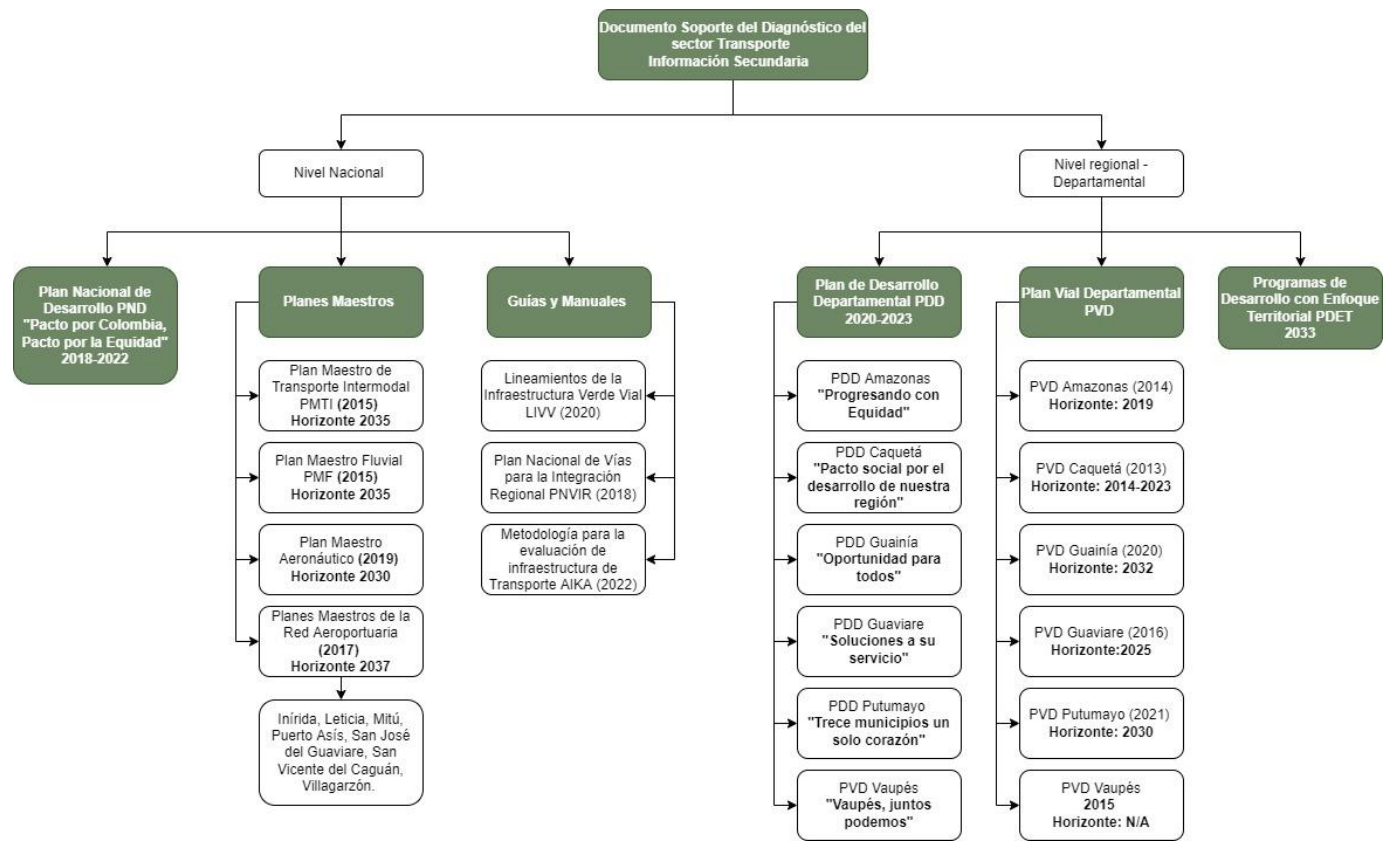 Documento Soporte del Diagnóstico del
sector Transporte
Información Secundaria
Nivel Nacional
Nivel regional -
Departamental
Plan Nacional de
Desarrollo PND
"Pacto por Colombia,
Pacto por la Equidad"
2018-2022
Planes Maestros
Guías y Manuales
Plan de Desarrollo
Departamental PDD
2020-2023
Plan Vial Departamental
PVD
Programas de
Desarrollo con Enfoque
Territorial PDET
2033
Plan Maestro de
Transporte Intermodal
PMTI (2015)
Horizonte 2035
Plan Maestro Fluvial
PMF (2015)
Horizonte 2035
Plan Maestro
Aeronáutico (2019)
Horizonte 2030
Planes Maestros de la
Red Aeroportuaria
(2017)
Horizonte 2037
Inírida, Leticia, Mitú,
Puerto Asís, San José
del Guaviare, San
Vicente del Caguán,
Villagarzón.
Lineamientos de la
Infraestructura Verde Vial
LIVV (2020)
Plan Nacional de Vías
para la Integración
Regional PNVIR (2018)
Metodología para la
evaluación de
infraestructura de
Transporte AIKA (2022)
PDD Amazonas
"Progresando con
Equidad"
PDD Caquetá
"Pacto social por el
desarrollo de nuestra
región"
PDD Guainía
"Oportunidad para
todos"
PDD Guaviare
"Soluciones a su
servicio"
PDD Putumayo
"Trece municipios un
solo corazón"
PVD Vaupés
"Vaupés, juntos
podemos"
PVD Amazonas (2014)
Horizonte: 2019
PVD Caquetá (2013)
Horizonte: 2014-2023
PVD Guainía (2020)
Horizonte: 2032
PVD Guaviare (2016)
Horizonte:2025
PVD Putumayo (2021)
Horizonte: 2030
PVD Vaupés
2015
Horizonte: N/A